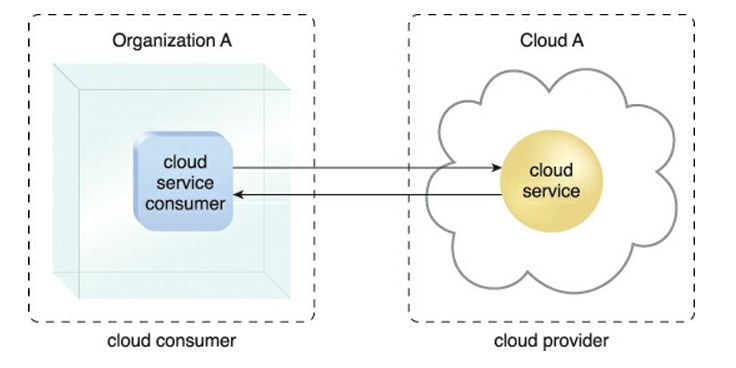 Organization A
Cloud A
cloud
service
consumer
cloud
service
cloud consumer
cloud provider